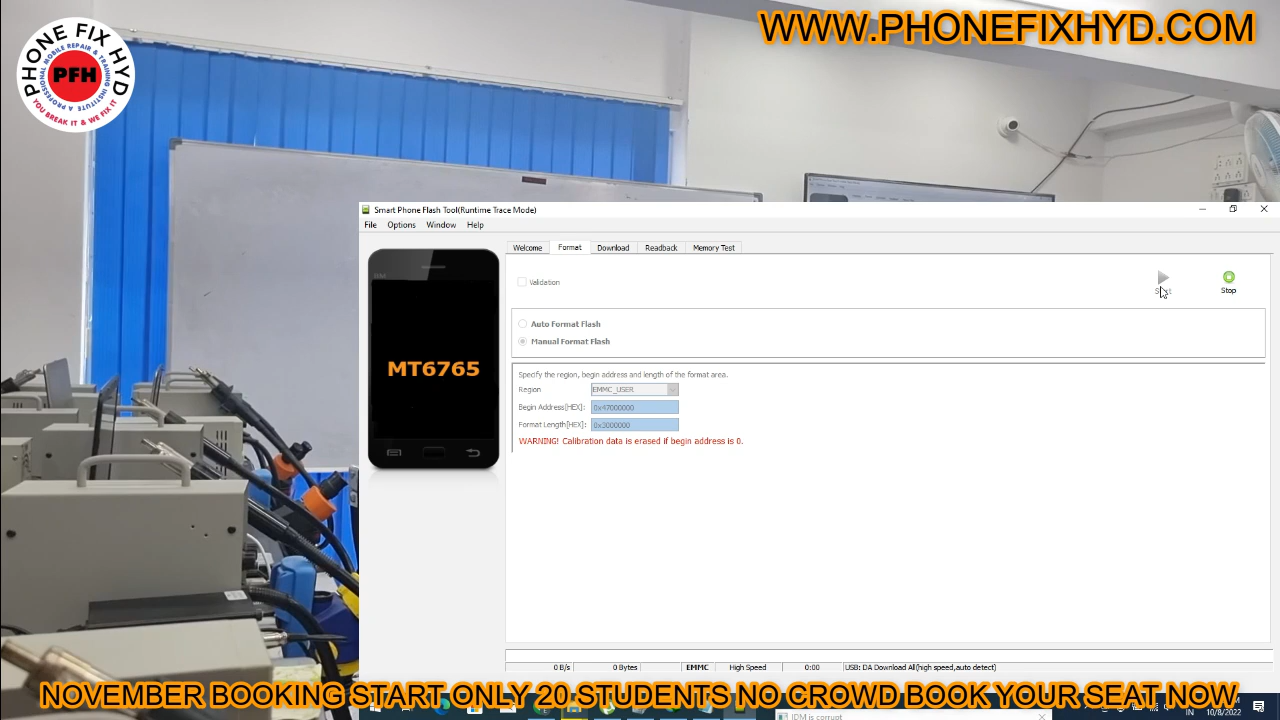 WWW.PHONEFIXHYD.COM
PHONE FIX HYD
A PROFESSIONAL MOBILE REPAIR & TRAINING INSTITUTE
PFH
YOU BREAK IT & WE FIX IT
Smart Phone Flash Tool(Runtime Trace Mode)
File Options Window Help
Welcome Format Download Readback Memory Test
Validation
Stop
Auto Format Flash
Manual Format Flash
MT6765
Specify the region, begin address and length of the format area.
Region EMMC_USER
Begin Address[HEX]: 0x47000000
Format Length[HEX]: 0x3000000
WARNING! Calibration data is erased if begin address is 0.
0 B/s 0 Bytes EMMC High Speed 0:00 USB: DA Download All(high speed,auto detect)
NOVEMBER BOOKING START ONLY 20 STUDENTS NO CROWD BOOK YOUR SEAT NOW
IN 10/8/2022
IDM is corrupt